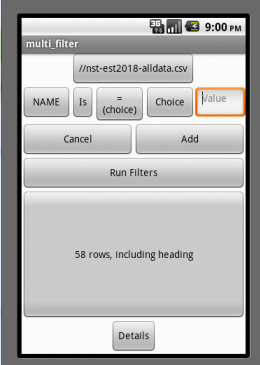 3G 9:00 PM
multi_filter
//nst-est2018-alldata.csv
NAME Is = (choice) Choice Value
Cancel Add
Run Filters
58 rows, including heading
Details